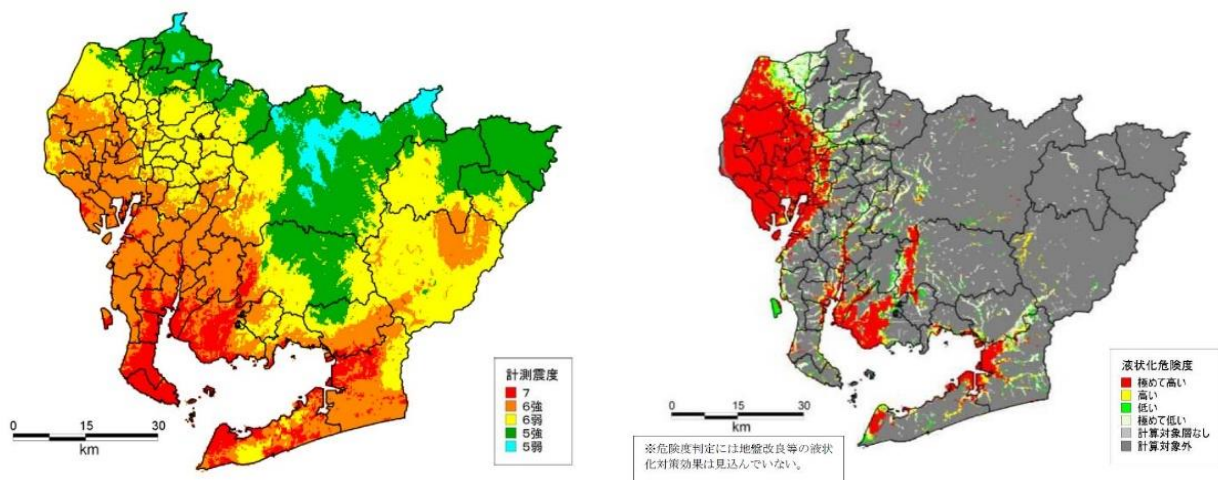 計測震度
7
6強
6弱
5強
5弱
0 15 30
km
液状化危険度
極めて高い
高い
低い
極めて低い
計算対象層なし
計算対象外
0 15 30
km
※危険度判定には地盤改良等の液状
化対策効果は見込んでいない。